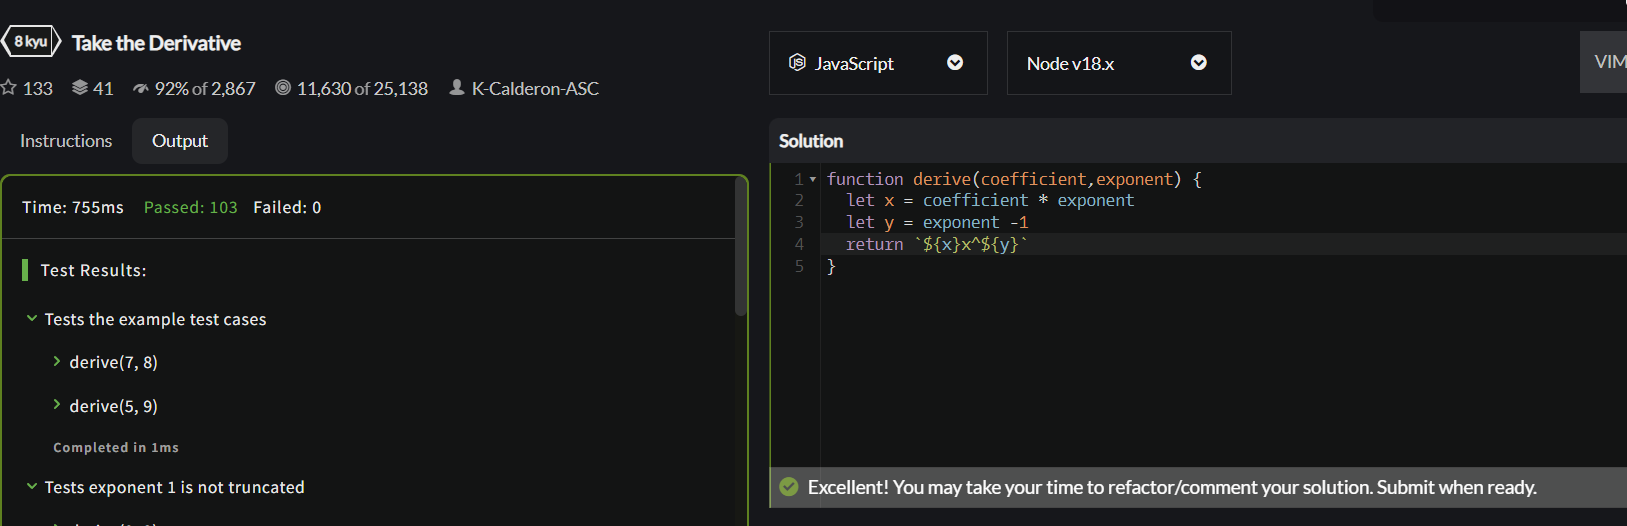 8 kyu Take the Derivative
133 41 92% of 2,867 11,630 of 25,138 K-Calderon-ASC
Instructions Output
Time: 755ms Passed: 103 Failed: 0
Test Results:
Tests the example test cases
derive(7, 8)
derive(5, 9)
Completed in 1ms
Tests exponent 1 is not truncated
JavaScript Node v18.x VIM
Solution
1 function derive(coefficient,exponent) {
2 let x = coefficient * exponent
3 let y = exponent -1
4 return `${x}x^${y}`
5 }
Excellent! You may take your time to refactor/comment your solution. Submit when ready.